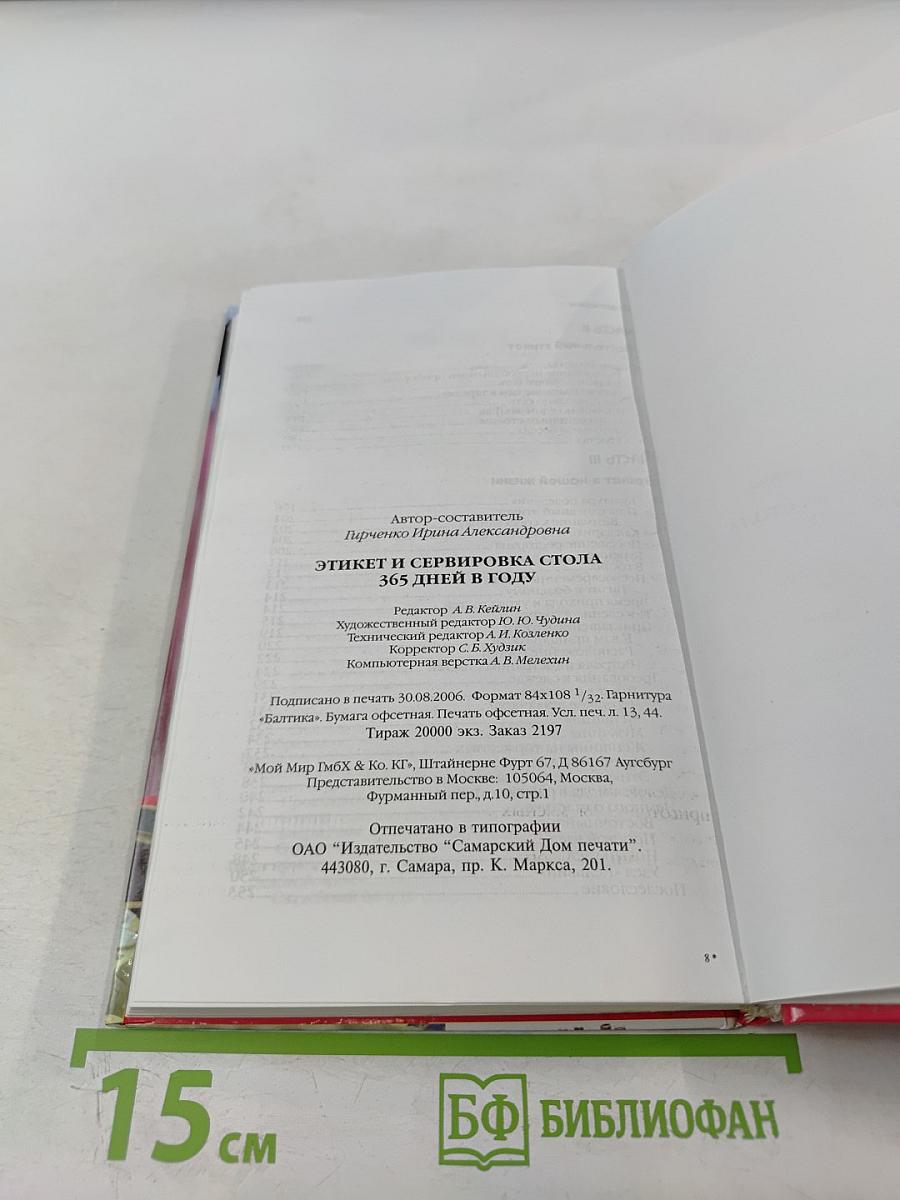 Автор-составитель
Гирченко Ирина Александровна
ЭТИКЕТ И СЕРВИРОВКА СТОЛА
365 ДНЕЙ В ГОДУ
Редактор А. В. Кейлин
Художественный редактор Ю. Ю. Чудина
Технический редактор А. И. Козленко
Корректор С. Б. Худзик
Компьютерная верстка А. В. Мелехин
Подписано в печать 30.08.2006. Формат 84х108 1/32. Гарнитура
«Балтика». Бумага офсетная. Печать офсетная. Усл. печ. л. 13, 44.
Тираж 20000 экз. Заказ 2197
«Мой Мир ГмбХ & Ко. КГ», Штайнерне Фурт 67, Д 86167 Аугсбург
Представительство в Москве: 105064, Москва,
Фурманный пер., д.10, стр.1
Отпечатано в типографии
ОАО “Издательство “Самарский Дом печати”.
443080, г. Самара, пр. К. Маркса, 201.
8*
15 см
БФ БИБЛИОФАН